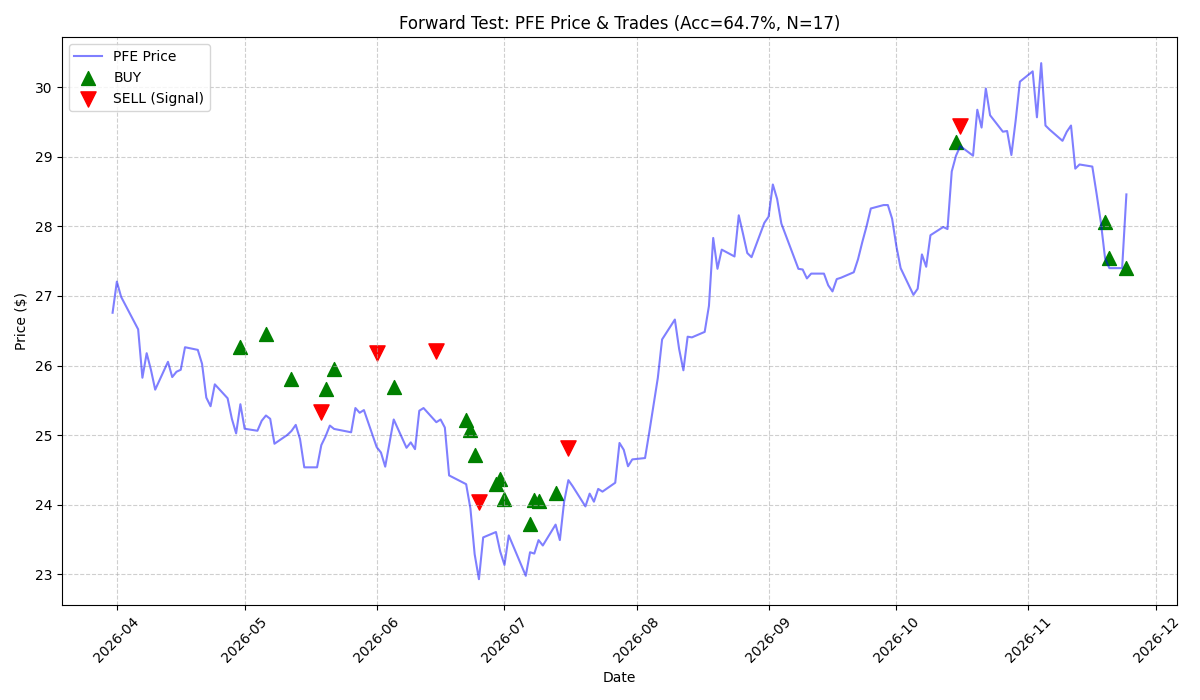 Forward Test: PFE Price & Trades (Acc=64.7%, N=17)
PFE Price
BUY
SELL (Signal)
Price ($)
30
29
28
27
26
25
24
23
2026-04
2026-05
2026-06
2026-07
2026-08
2026-09
2026-10
2026-11
2026-12
Date